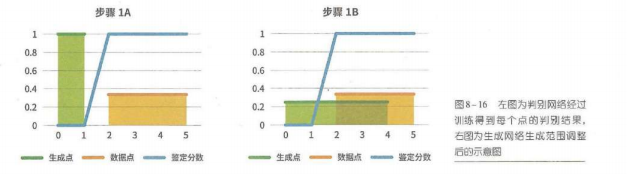 步骤 1A
1
0.8
0.6
0.4
0.2
0
0 1 2 3 4 5
生成点 数据点 鉴定分数
步骤 1B
1
0.8
0.6
0.4
0.2
0
0 1 2 3 4 5
生成点 数据点 鉴定分数
图8-16 左图为判别网络经过
训练得到每个点的判别结果，
右图为生成网络生成范围调整
后的示意图